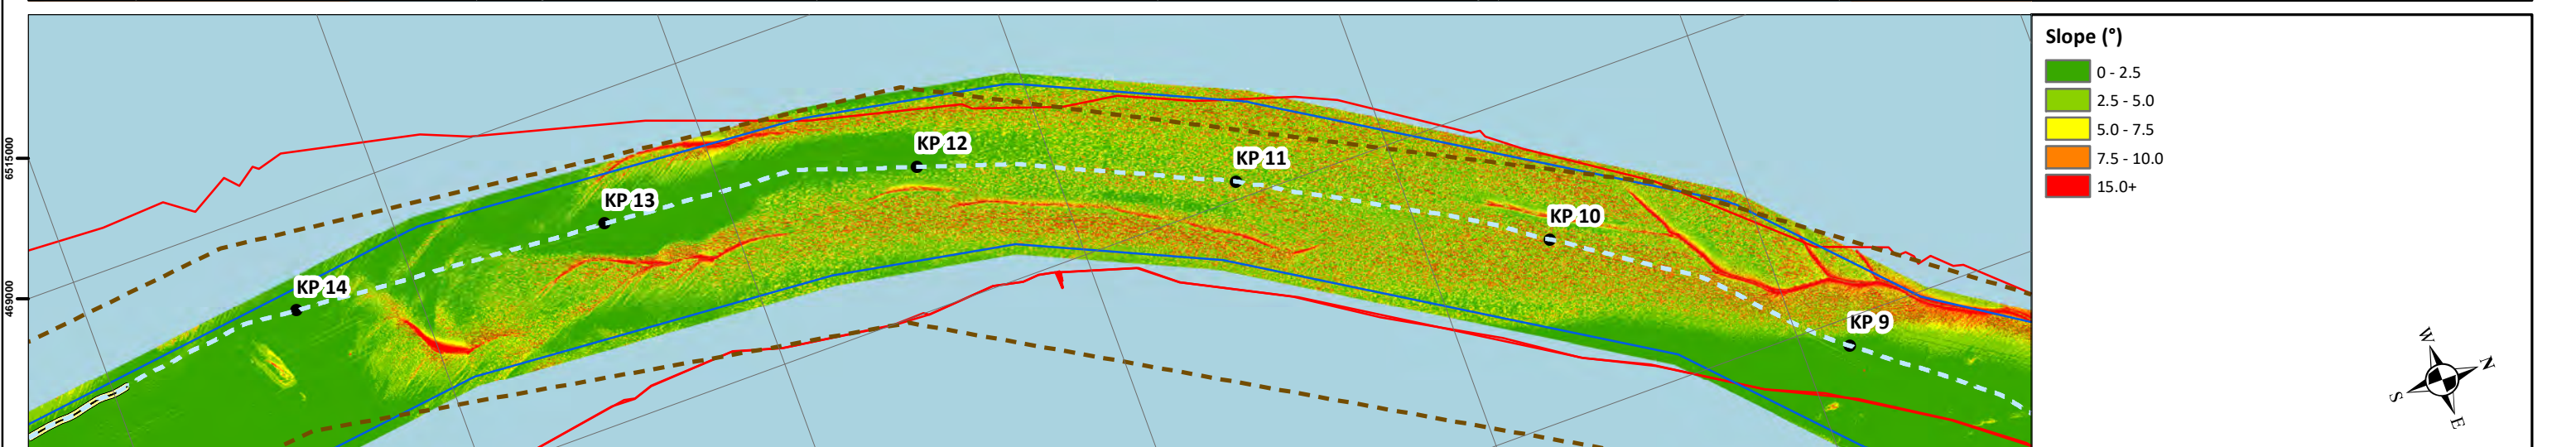 Slope (°)
0 - 2.5
2.5 - 5.0
5.0 - 7.5
7.5 - 10.0
15.0+
6515000
469000
KP 14
KP 13
KP 12
KP 11
KP 10
KP 9
W
N
S
E